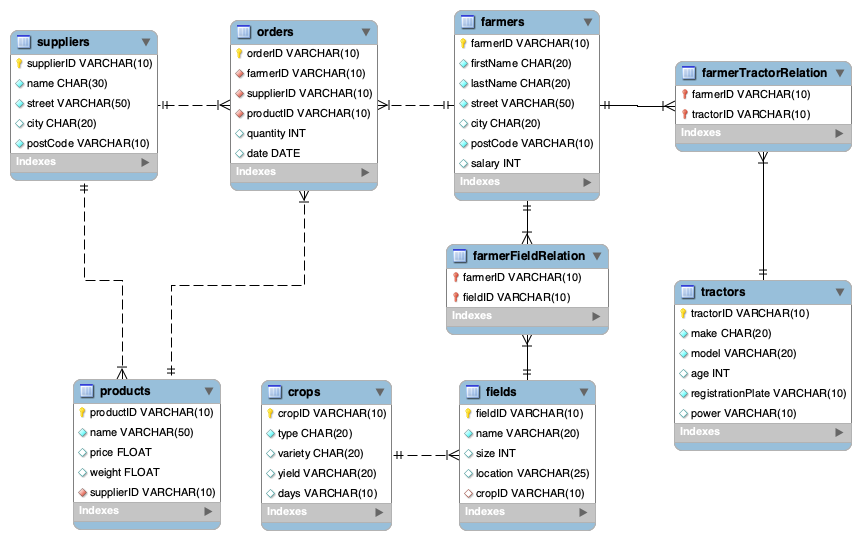 suppliers
supplierID VARCHAR(10)
name CHAR(30)
street VARCHAR(50)
city CHAR(20)
postCode VARCHAR(10)
Indexes
orders
orderID VARCHAR(10)
farmerID VARCHAR(10)
supplierID VARCHAR(10)
productID VARCHAR(10)
quantity INT
date DATE
Indexes
farmers
farmerID VARCHAR(10)
firstName CHAR(20)
lastName CHAR(20)
street VARCHAR(50)
city CHAR(20)
postCode VARCHAR(10)
salary INT
Indexes
farmerTractorRelation
farmerID VARCHAR(10)
tractorID VARCHAR(10)
Indexes
farmerFieldRelation
farmerID VARCHAR(10)
fieldID VARCHAR(10)
Indexes
tractors
tractorID VARCHAR(10)
make CHAR(20)
model VARCHAR(20)
age INT
registrationPlate VARCHAR(10)
power VARCHAR(10)
Indexes
products
productID VARCHAR(10)
name VARCHAR(50)
price FLOAT
weight FLOAT
supplierID VARCHAR(10)
Indexes
crops
cropID VARCHAR(10)
type CHAR(20)
variety CHAR(20)
yield VARCHAR(20)
days VARCHAR(10)
Indexes
fields
fieldID VARCHAR(10)
name VARCHAR(20)
size INT
location VARCHAR(25)
cropID VARCHAR(10)
Indexes